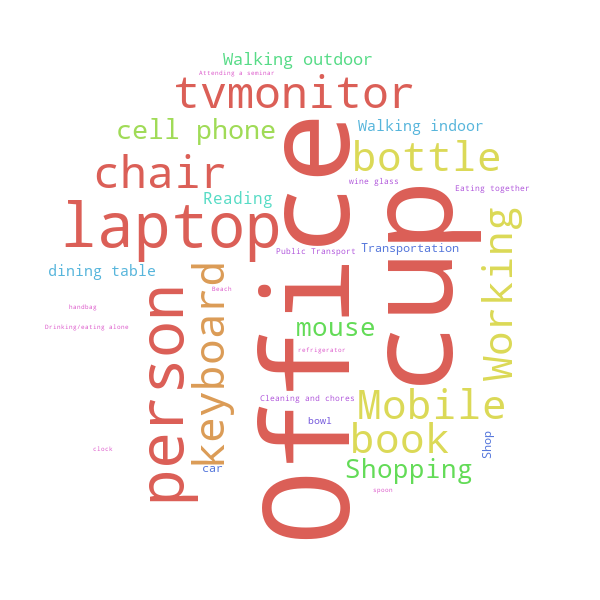 Walking outdoor
Attending a seminar
tvmonitor
cell phone
Walking indoor
bottle
chair
wine glass
Eating together
Reading
laptop
Office
cup
Working
Public Transport
Transportation
dining table
person
keyboard
Beach
handbag
mouse
Drinking/eating alone
refrigerator
Cleaning and chores
Mobile
bowl
book
Shop
clock
car
Shopping
spoon